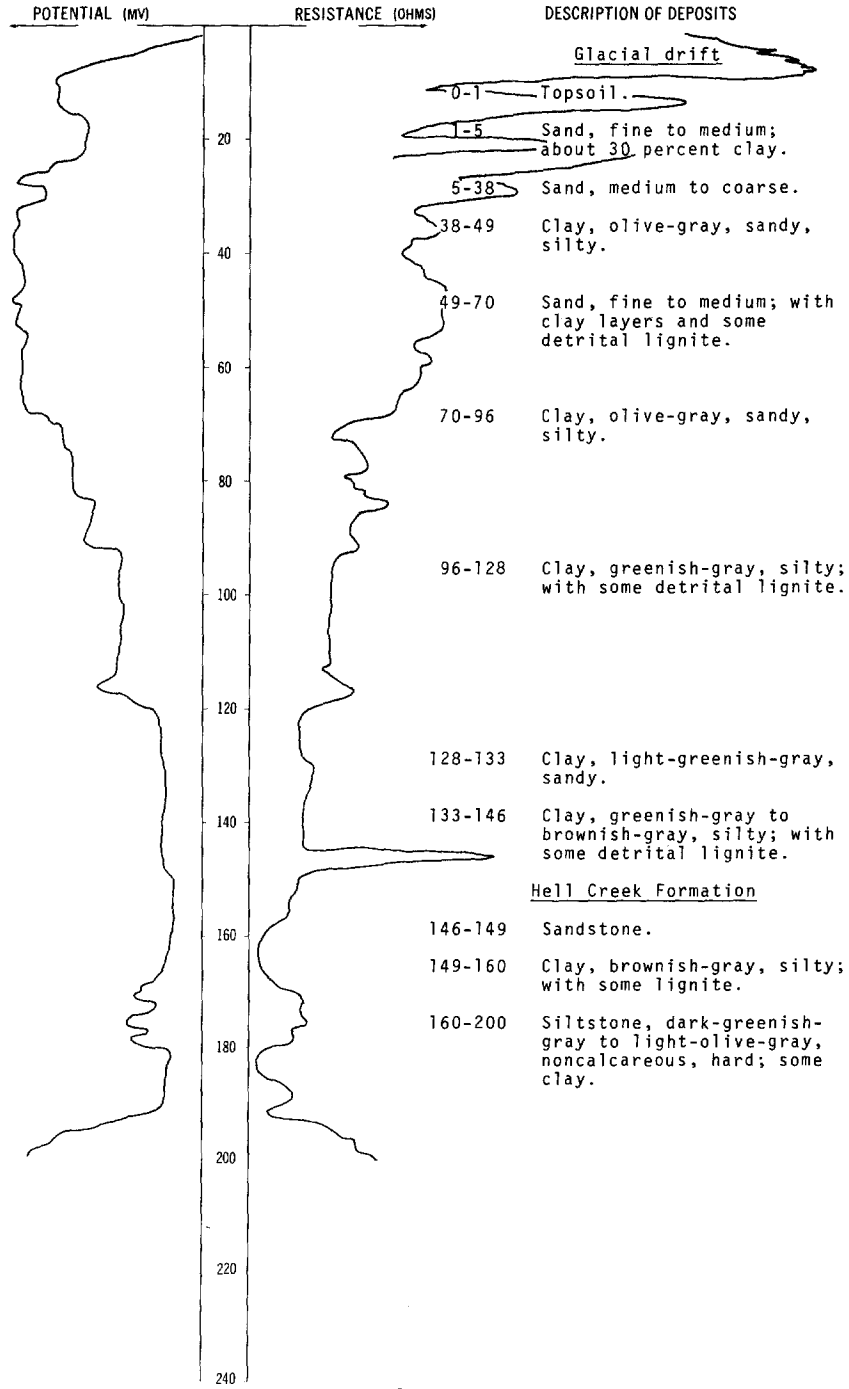 POTENTIAL (MV) RESISTANCE (OHMS) DESCRIPTION OF DEPOSITS
Glacial drift
0-1 Topsoil.
20
1-5 Sand, fine to medium;
about 30 percent clay.
5-38 Sand, medium to coarse.
38-49 Clay, olive-gray, sandy,
silty.
40
49-70 Sand, fine to medium; with
clay layers and some
detrital lignite.
60
70-96 Clay, olive-gray, sandy,
silty.
80
96-128 Clay, greenish-gray, silty;
with some detrital lignite.
100
120
128-133 Clay, light-greenish-gray,
sandy.
133-146 Clay, greenish-gray to
140
brownish-gray, silty; with
some detrital lignite.
Hell Creek Formation
146-149 Sandstone.
160
149-160 Clay, brownish-gray, silty;
with some lignite.
160-200 Siltstone, dark-greenish-
gray to light-olive-gray,
180
noncalcareous, hard; some
clay.
200
220
240